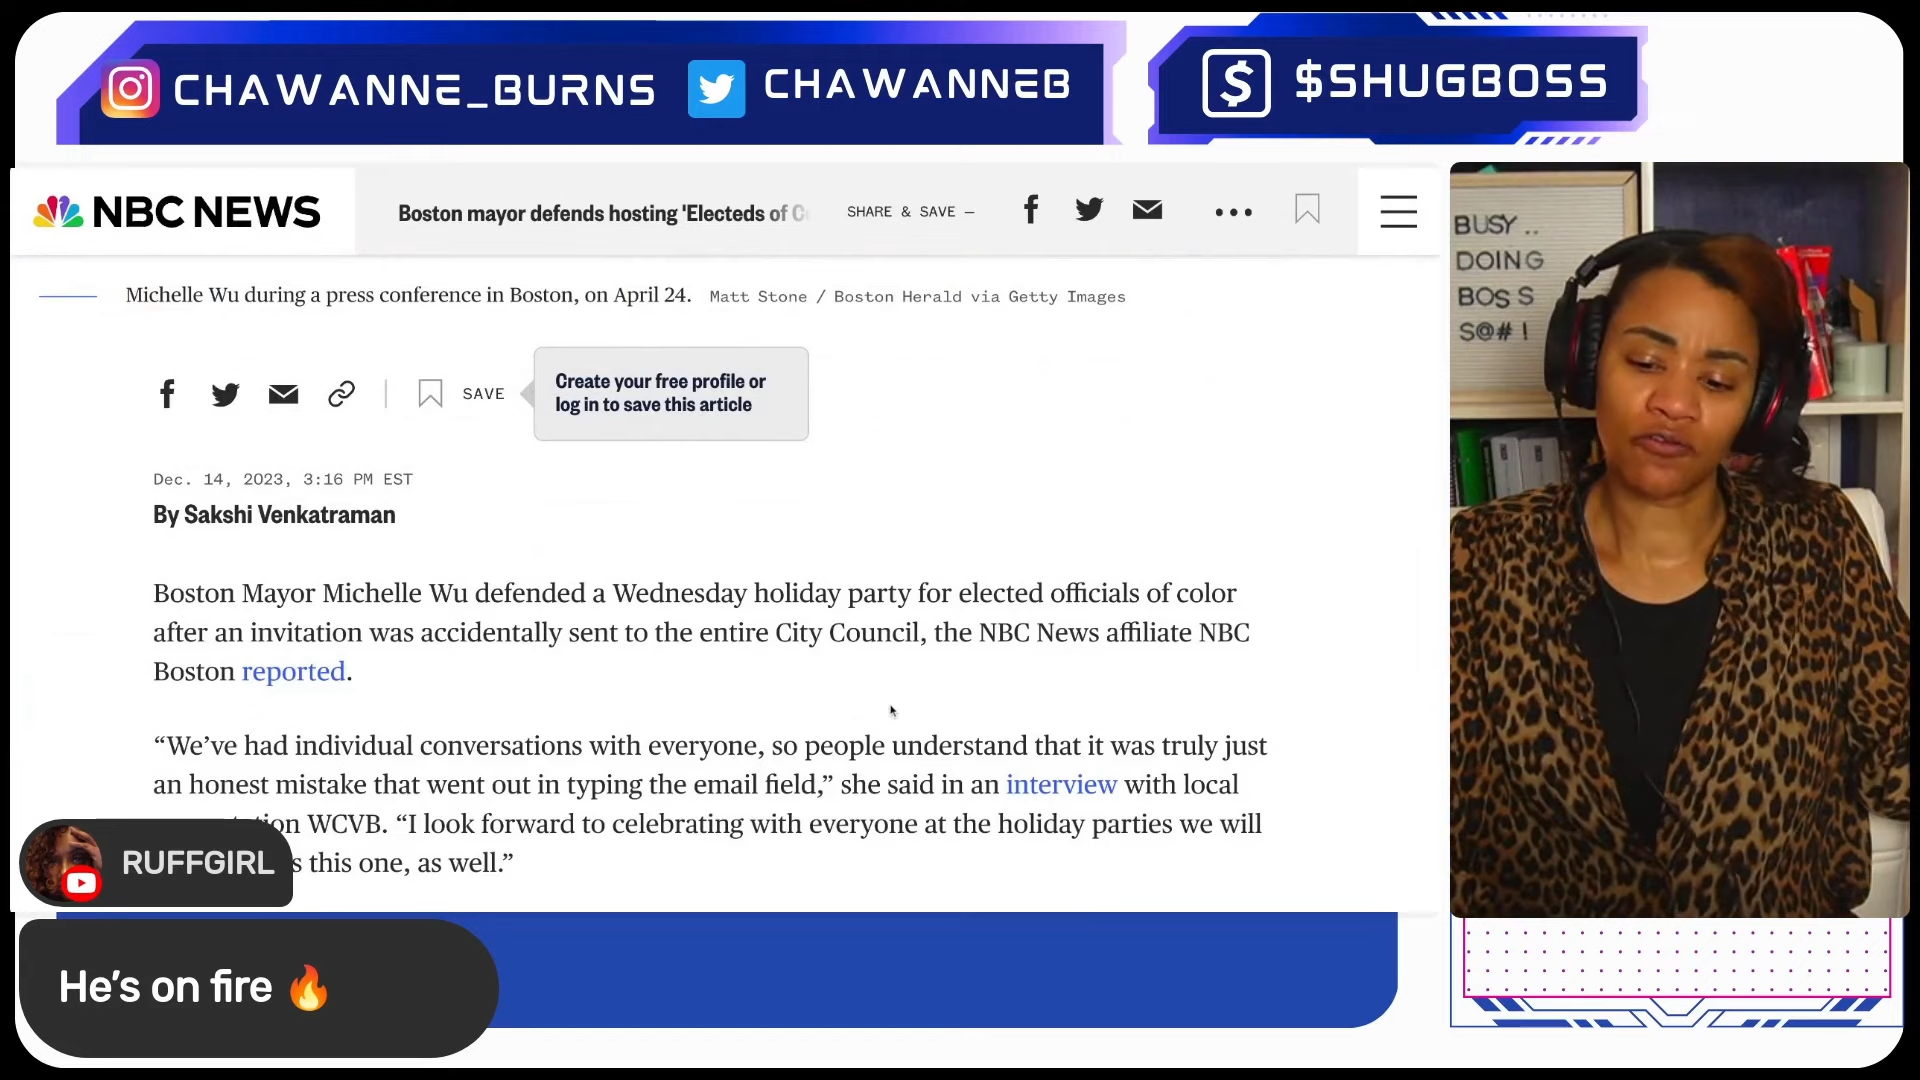 CHAWANNE_BURNS CHAWANNEB $SHUGBOSS
NBC NEWS
Boston mayor defends hosting 'Electeds of C
SHARE & SAVE —
BUSY ..
DOING
BOSS
S@#!
Michelle Wu during a press conference in Boston, on April 24. Matt Stone / Boston Herald via Getty Images
SAVE
Create your free profile or
log in to save this article
Dec. 14, 2023, 3:16 PM EST
By Sakshi Venkatraman
Boston Mayor Michelle Wu defended a Wednesday holiday party for elected officials of color
after an invitation was accidentally sent to the entire City Council, the NBC News affiliate NBC
Boston reported.
“We’ve had individual conversations with everyone, so people understand that it was truly just
an honest mistake that went out in typing the email field,” she said in an interview with local
WCVB. “I look forward to celebrating with everyone at the holiday parties we will
this one, as well.”
RUFFGIRL
He’s on fire 🔥